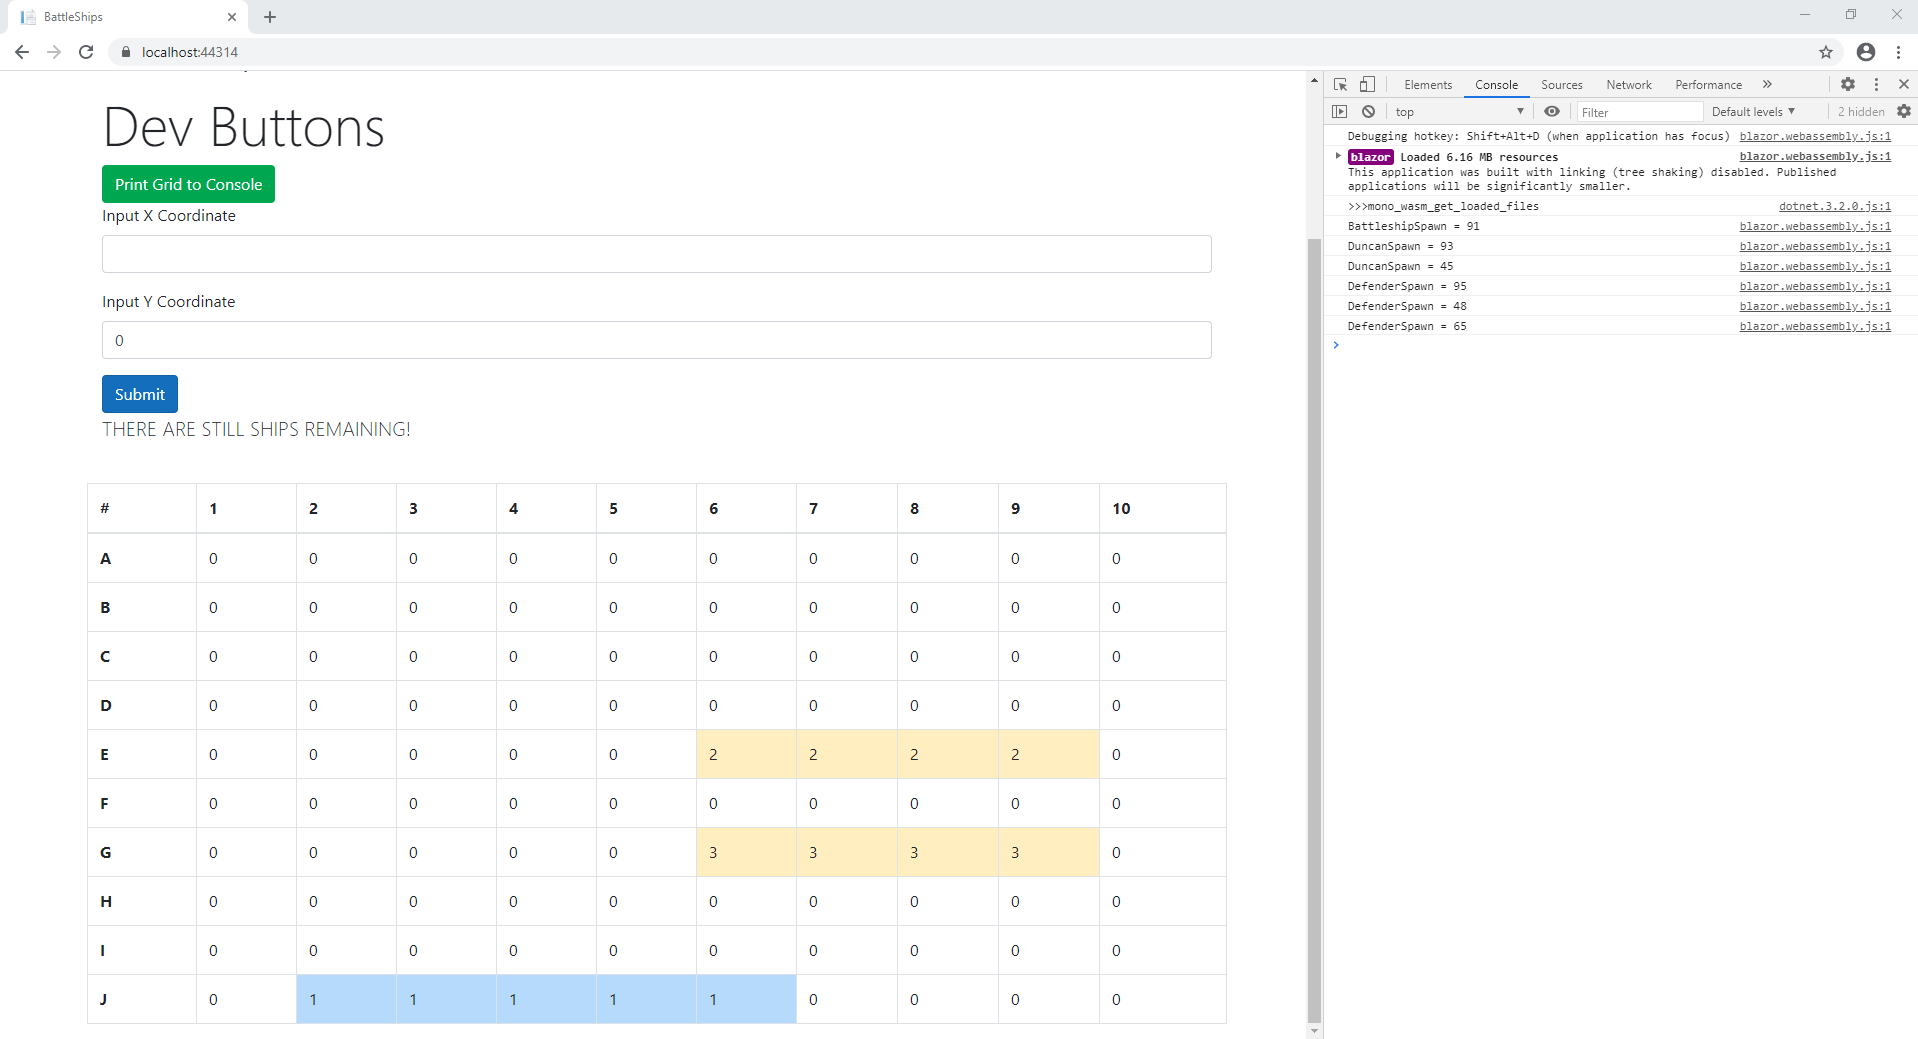 BattleShips
localhost:44314
Dev Buttons
Print Grid to Console
Input X Coordinate
Input Y Coordinate
0
Submit
THERE ARE STILL SHIPS REMAINING!
# 1 2 3 4 5 6 7 8 9 10
A 0 0 0 0 0 0 0 0 0 0
B 0 0 0 0 0 0 0 0 0 0
C 0 0 0 0 0 0 0 0 0 0
D 0 0 0 0 0 0 0 0 0 0
E 0 0 0 0 0 2 2 2 2 0
F 0 0 0 0 0 0 0 0 0 0
G 0 0 0 0 0 3 3 3 3 0
H 0 0 0 0 0 0 0 0 0 0
I 0 0 0 0 0 0 0 0 0 0
J 0 1 1 1 1 1 0 0 0 0
Elements Console Sources Network Performance »
top Filter Default levels 2 hidden
Debugging hotkey: Shift+Alt+D (when application has focus) blazor.webassembly.js:1
blazor Loaded 6.16 MB resources blazor.webassembly.js:1
This application was built with linking (tree shaking) disabled. Published
applications will be significantly smaller.
>>>mono_wasm_get_loaded_files dotnet.3.2.0.js:1
BattleshipSpawn = 91 blazor.webassembly.js:1
DuncanSpawn = 93 blazor.webassembly.js:1
DuncanSpawn = 45 blazor.webassembly.js:1
DefenderSpawn = 95 blazor.webassembly.js:1
DefenderSpawn = 48 blazor.webassembly.js:1
DefenderSpawn = 65 blazor.webassembly.js:1